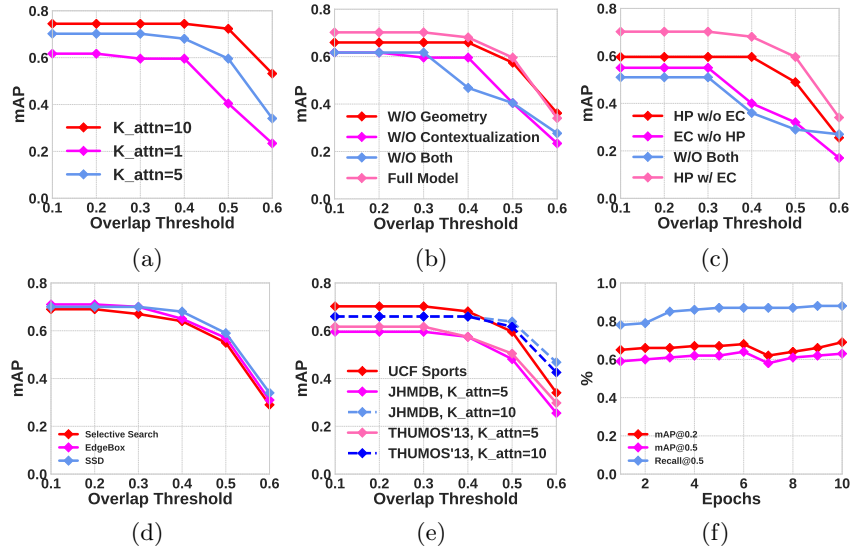 0.8
0.6
0.4
0.2
0.0
mAP
K_attn=10
K_attn=1
K_attn=5
0.1 0.2 0.3 0.4 0.5 0.6
Overlap Threshold
(a)
0.8
0.6
0.4
0.2
0.0
mAP
W/O Geometry
W/O Contextualization
W/O Both
Full Model
0.1 0.2 0.3 0.4 0.5 0.6
Overlap Threshold
(b)
0.8
0.6
0.4
0.2
0.0
mAP
HP w/o EC
EC w/o HP
W/O Both
HP w/ EC
0.1 0.2 0.3 0.4 0.5 0.6
Overlap Threshold
(c)
0.8
0.6
0.4
0.2
0.0
mAP
Selective Search
EdgeBox
SSD
0.1 0.2 0.3 0.4 0.5 0.6
Overlap Threshold
(d)
0.8
0.6
0.4
0.2
0.0
mAP
UCF Sports
JHMDB, K_attn=5
JHMDB, K_attn=10
THUMOS'13, K_attn=5
THUMOS'13, K_attn=10
0.1 0.2 0.3 0.4 0.5 0.6
Overlap Threshold
(e)
1.0
0.8
0.6
0.4
0.2
0.0
%
mAP@0.2
mAP@0.5
Recall@0.5
2 4 6 8 10
Epochs
(f)